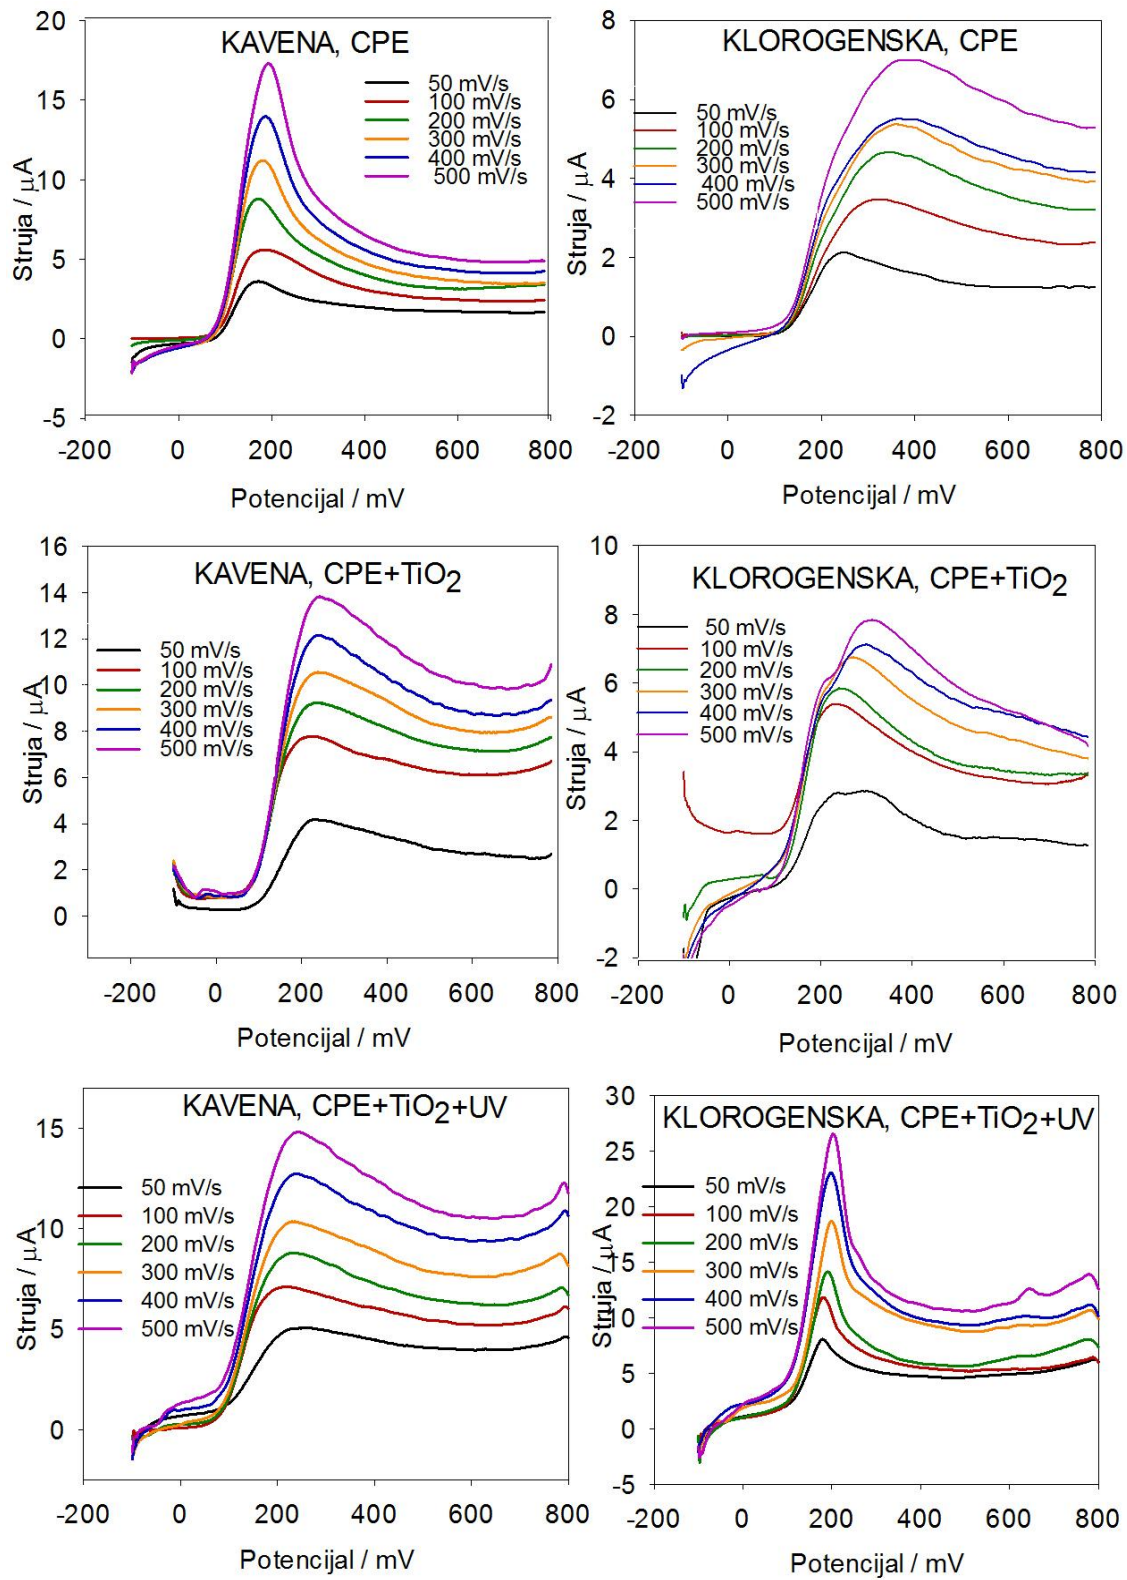 KAVENA, CPE
20
15
10
5
0
-5
Struja / μA
50 mV/s
100 mV/s
200 mV/s
300 mV/s
400 mV/s
500 mV/s
-200 0 200 400 600 800
Potencijal / mV
KLOROGENSKA, CPE
8
6
4
2
0
-2
Struja / μA
50 mV/s
100 mV/s
200 mV/s
300 mV/s
400 mV/s
500 mV/s
-200 0 200 400 600 800
Potencijal / mV
KAVENA, CPE+TiO2
16
14
12
10
8
6
4
2
0
Struja / μA
50 mV/s
100 mV/s
200 mV/s
300 mV/s
400 mV/s
500 mV/s
-200 0 200 400 600 800
Potencijal / mV
KLOROGENSKA, CPE+TiO2
10
8
6
4
2
0
-2
Struja / μA
50 mV/s
100 mV/s
200 mV/s
300 mV/s
400 mV/s
500 mV/s
-200 0 200 400 600 800
Potencijal / mV
KAVENA, CPE+TiO2+UV
15
10
5
0
Struja / μA
50 mV/s
100 mV/s
200 mV/s
300 mV/s
400 mV/s
500 mV/s
-200 0 200 400 600 800
Potencijal / mV
KLOROGENSKA, CPE+TiO2+UV
30
25
20
15
10
5
0
-5
Struja / μA
50 mV/s
100 mV/s
200 mV/s
300 mV/s
400 mV/s
500 mV/s
-200 0 200 400 600 800
Potencijal / mV